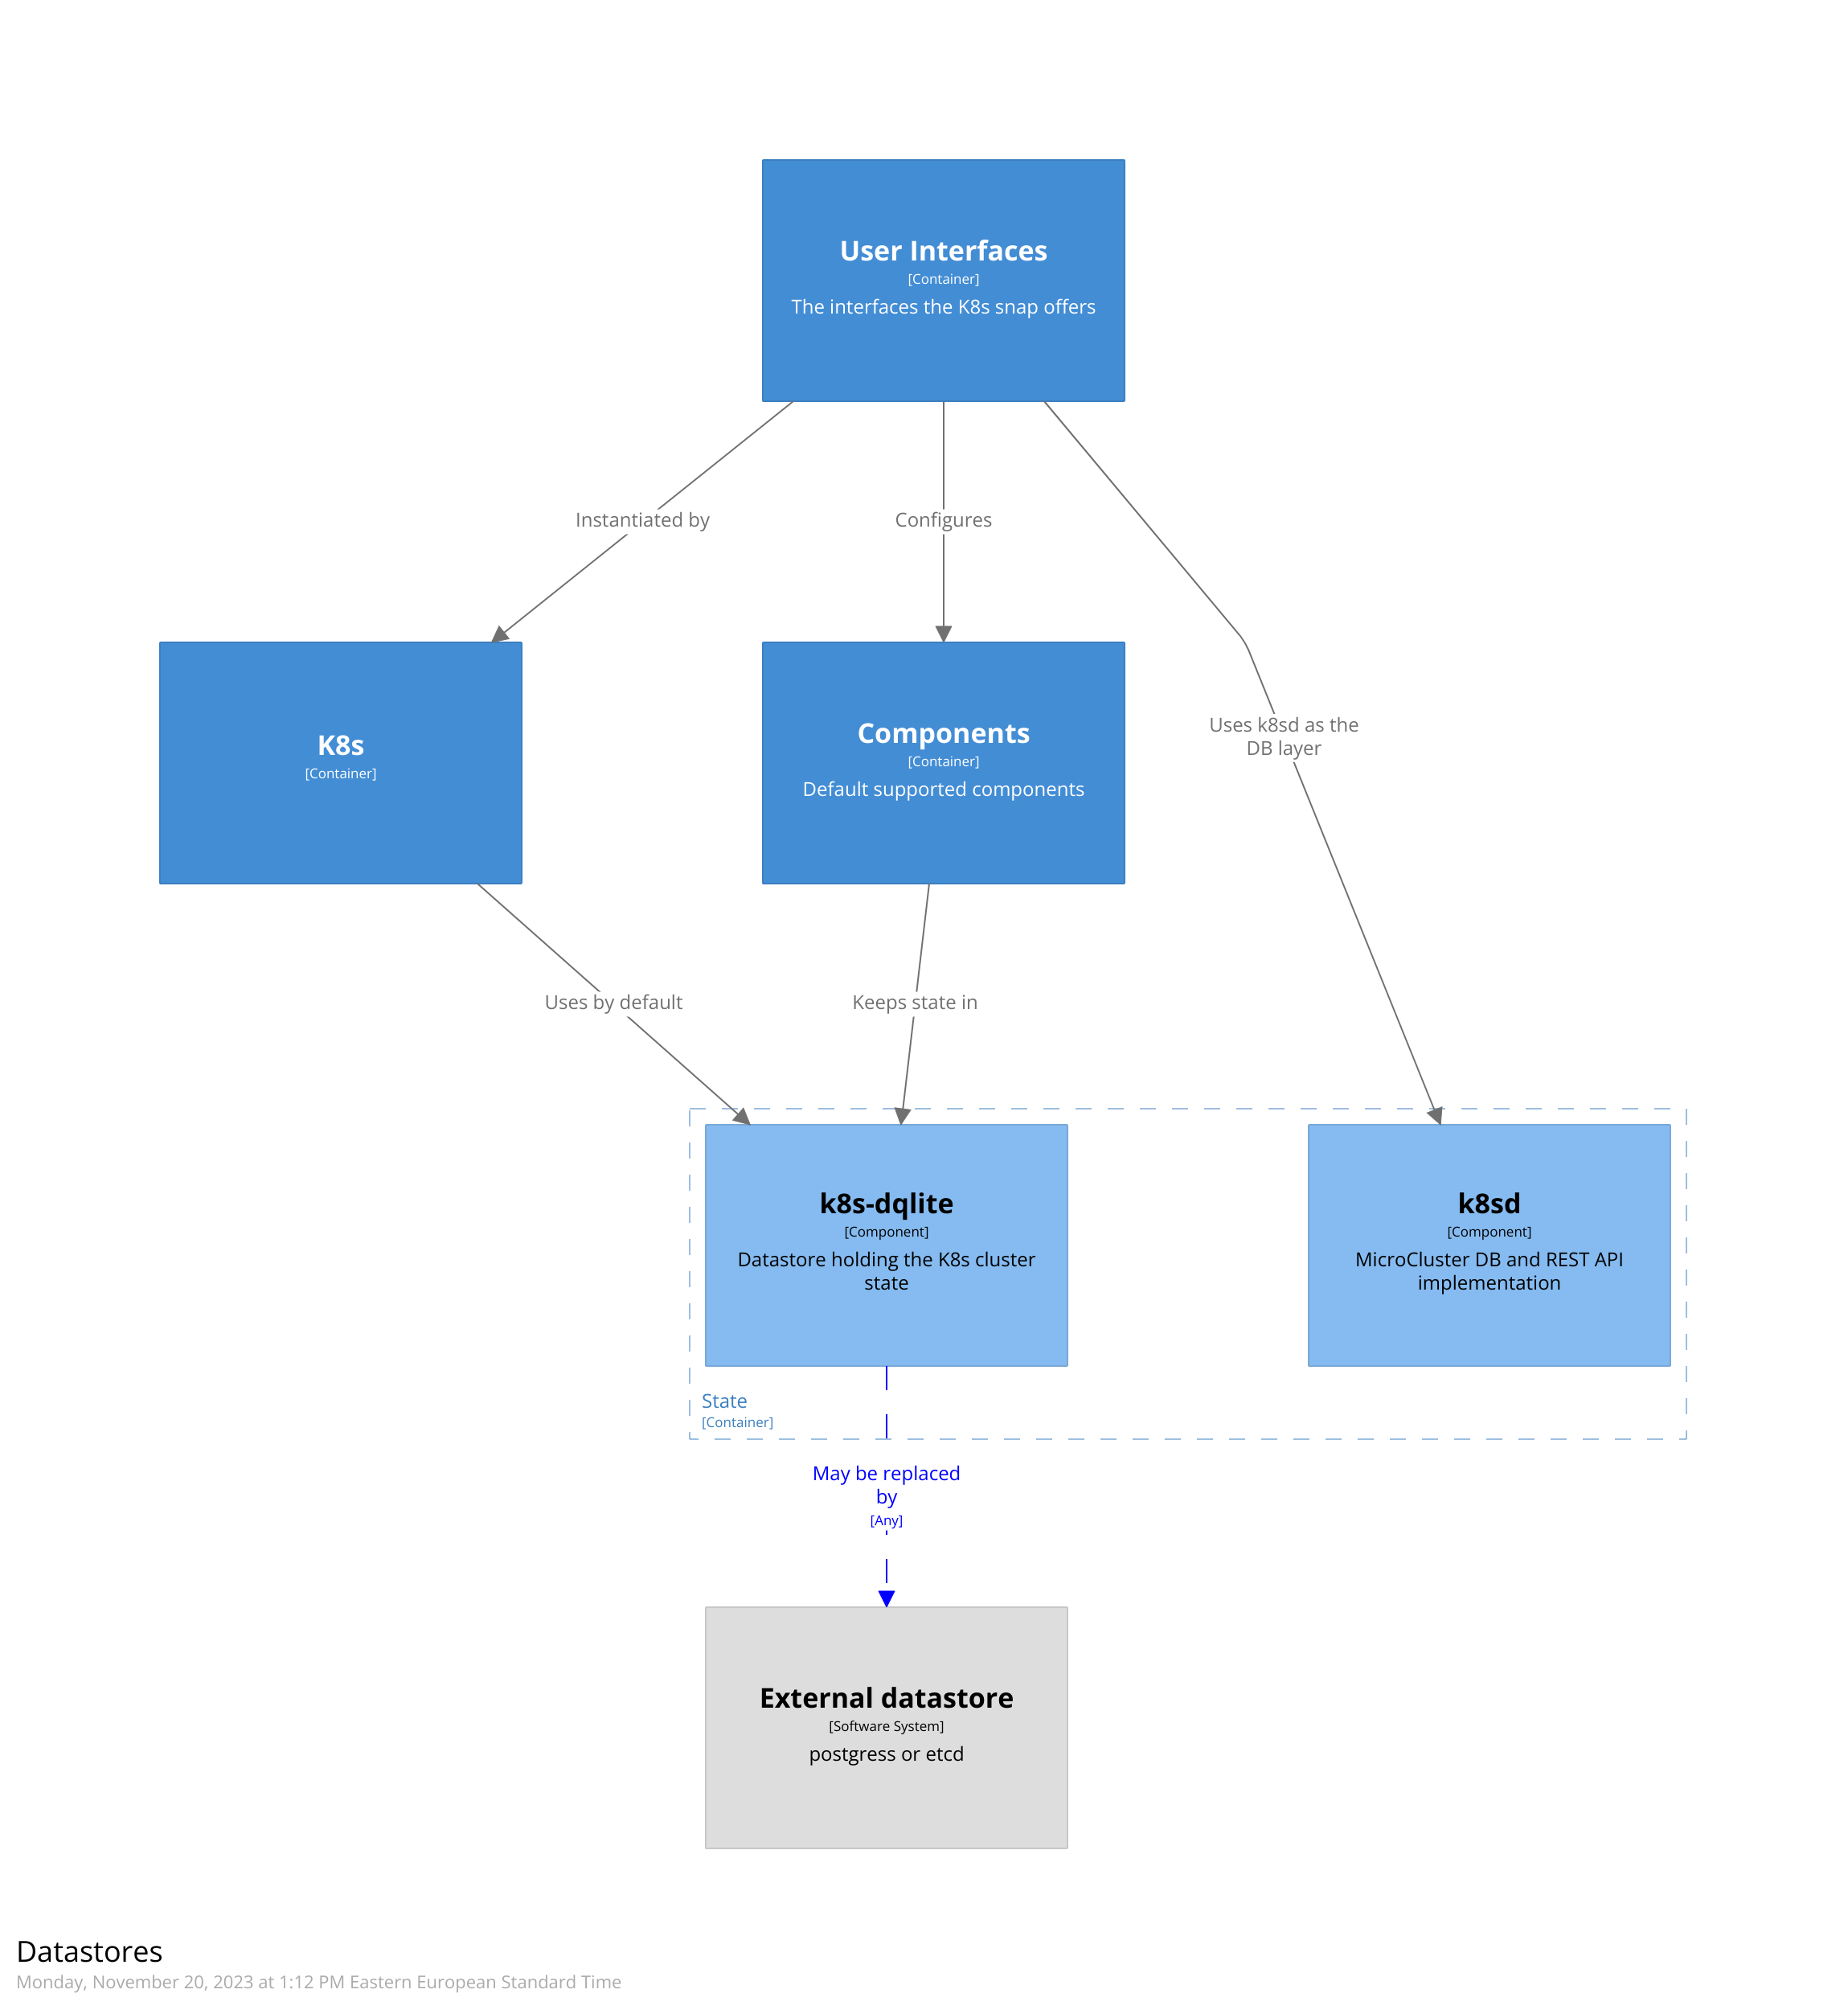 User Interfaces
[Container]
The interfaces the K8s snap offers
Instantiated by
Configures
K8s
[Container]
Components
[Container]
Default supported components
Uses k8sd as the
DB layer
Uses by default
Keeps state in
k8s-dqlite
[Component]
Datastore holding the K8s cluster
state
k8sd
[Component]
MicroCluster DB and REST API
implementation
State
[Container]
May be replaced
by
[Any]
External datastore
[Software System]
postgress or etcd
Datastores
Monday, November 20, 2023 at 1:12 PM Eastern European Standard Time